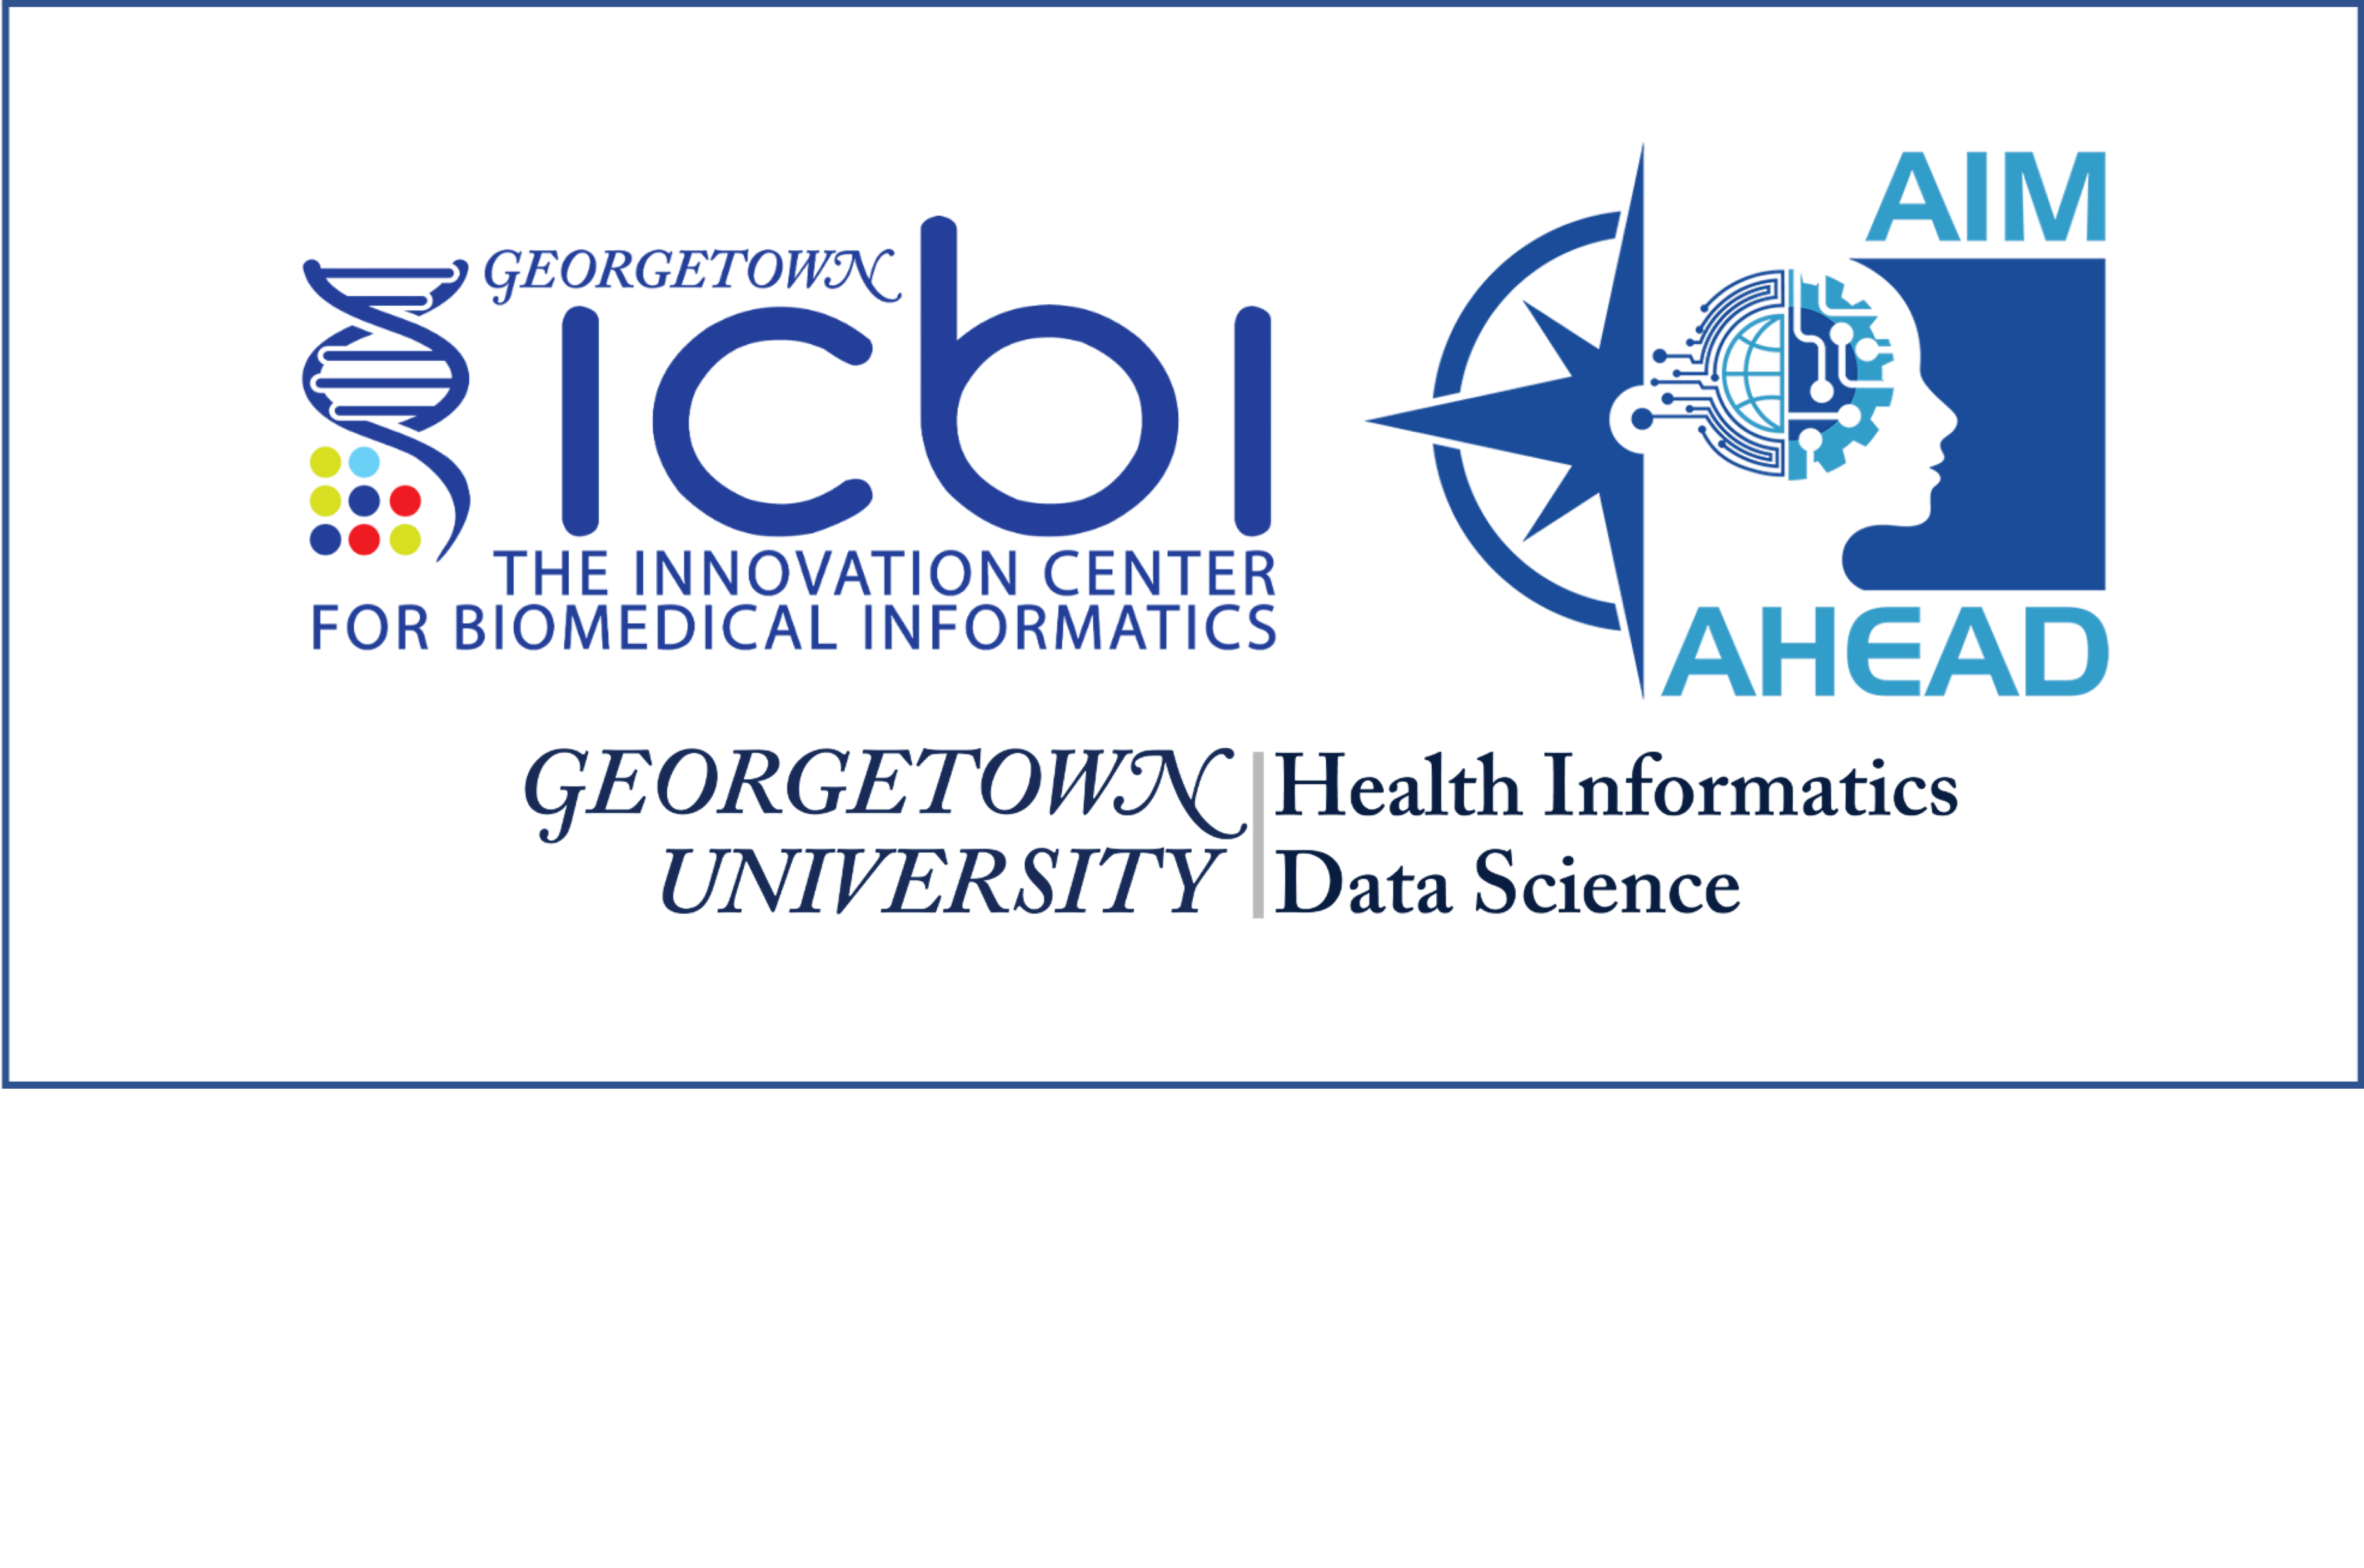 GEORGETOWN
icbi
THE INNOVATION CENTER
FOR BIOMEDICAL INFORMATICS
AIM
AHEAD
GEORGETOWN
UNIVERSITY
Health Informatics
Data Science